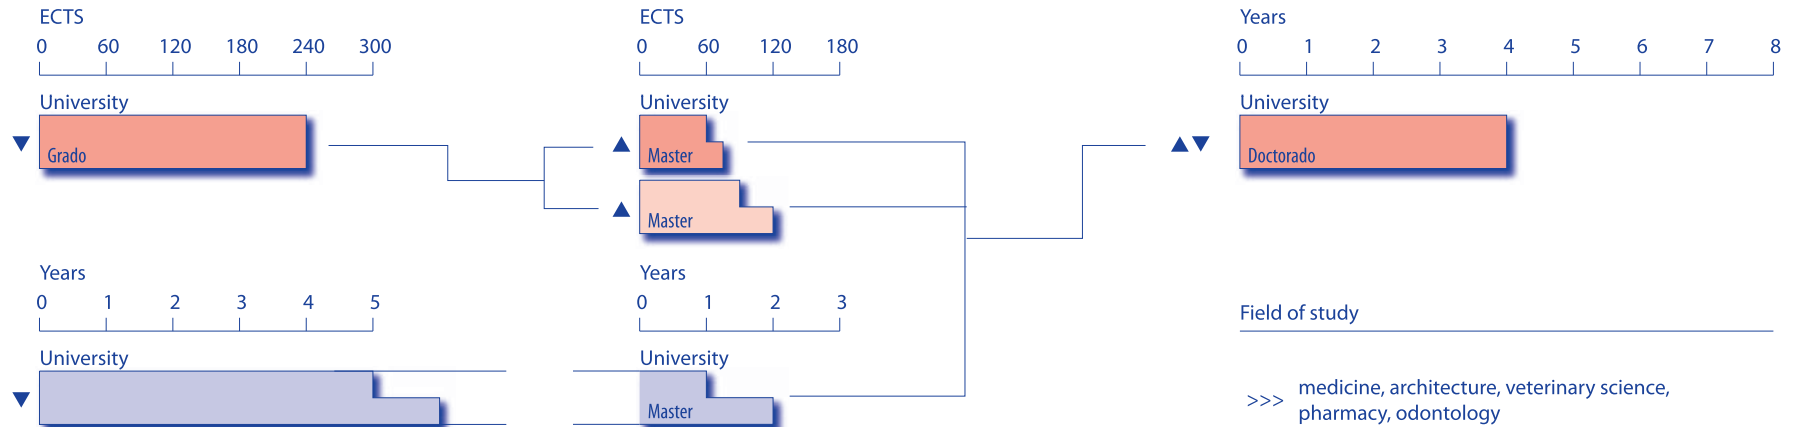 ECTS
0 60 120 180 240 300
University
Grado
ECTS
0 60 120 180
University
Master
Master
Years
0 1 2 3 4 5 6 7 8
University
Doctorado
Years
0 1 2 3 4 5
University
Years
0 1 2 3
University
Master
Field of study
>>> medicine, architecture, veterinary science,
pharmacy, odontology